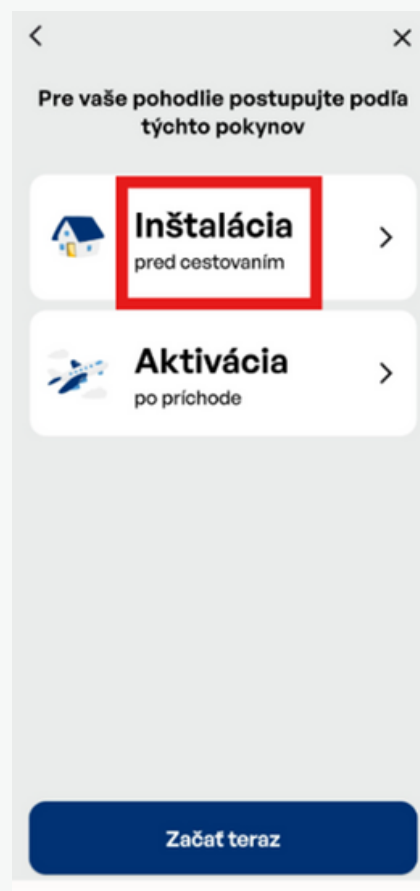 Pre vaše pohodlie postupujte podľa
týchto pokynov
Inštalácia
pred cestovaním
Aktivácia
po príchode
Začať teraz